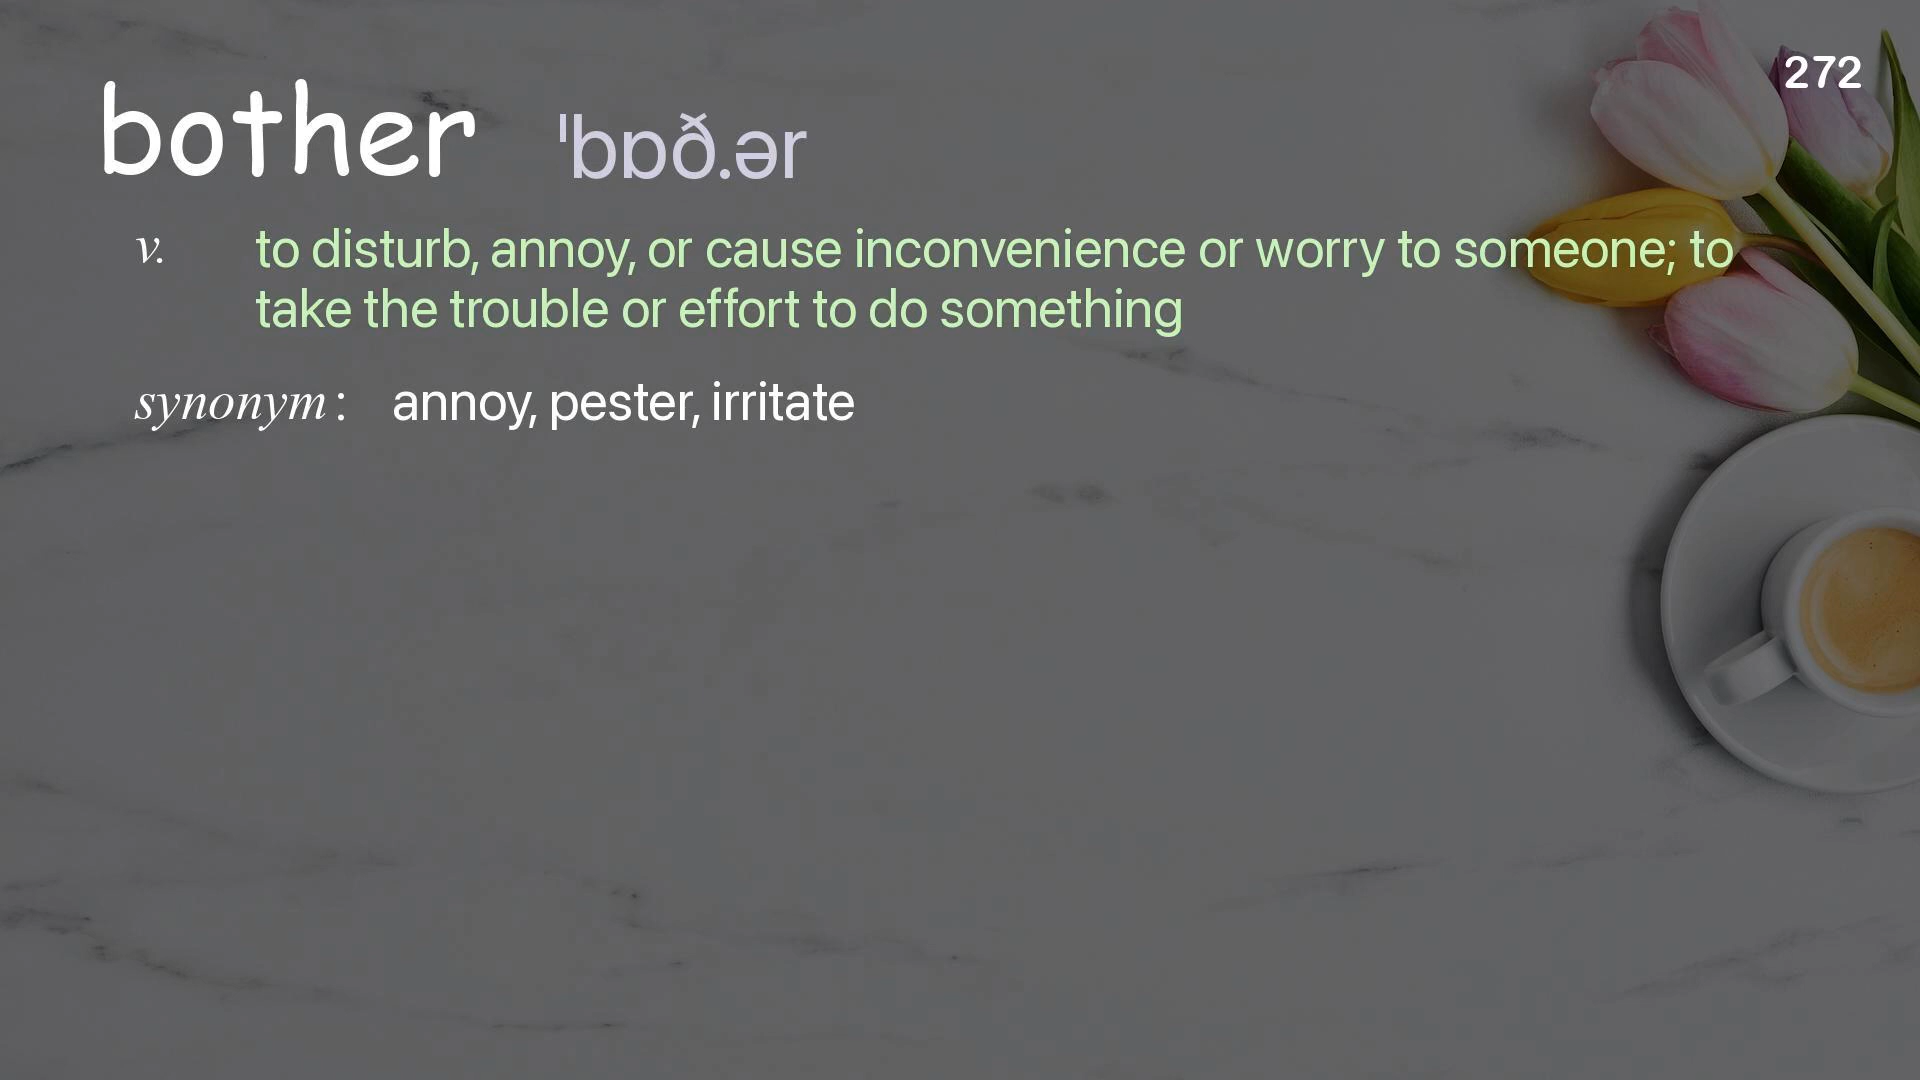 272
bother ˈbɒð.ər
v. to disturb, annoy, or cause inconvenience or worry to someone; to
take the trouble or effort to do something
synonym : annoy, pester, irritate